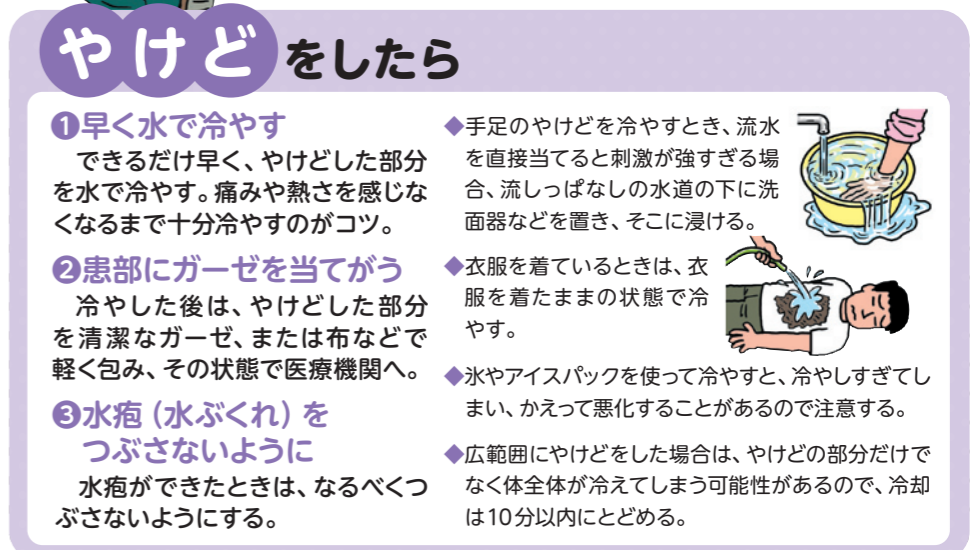 やけどをしたら
❶早く水で冷やす
できるだけ早く、やけどした部分
を水で冷やす。痛みや熱さを感じな
くなるまで十分冷やすのがコツ。
❷患部にガーゼを当てがう
冷やした後は、やけどした部分
を清潔なガーゼ、または布などで
軽く包み、その状態で医療機関へ。
❸水疱（水ぶくれ）を
つぶさないように
水疱ができたときは、なるべくつ
ぶさないようにする。
◆手足のやけどを冷やすとき、流水
を直接当てると刺激が強すぎる場
合、流しっぱなしの水道の下に洗
面器などを置き、そこに浸ける。
◆衣服を着ているときは、衣
服を着たままの状態で冷
やす。
◆氷やアイスパックを使って冷やすと、冷やしすぎてし
まい、かえって悪化することがあるので注意する。
◆広範囲にやけどをした場合は、やけどの部分だけで
なく体全体が冷えてしまう可能性があるので、冷却
は10分以内にとどめる。